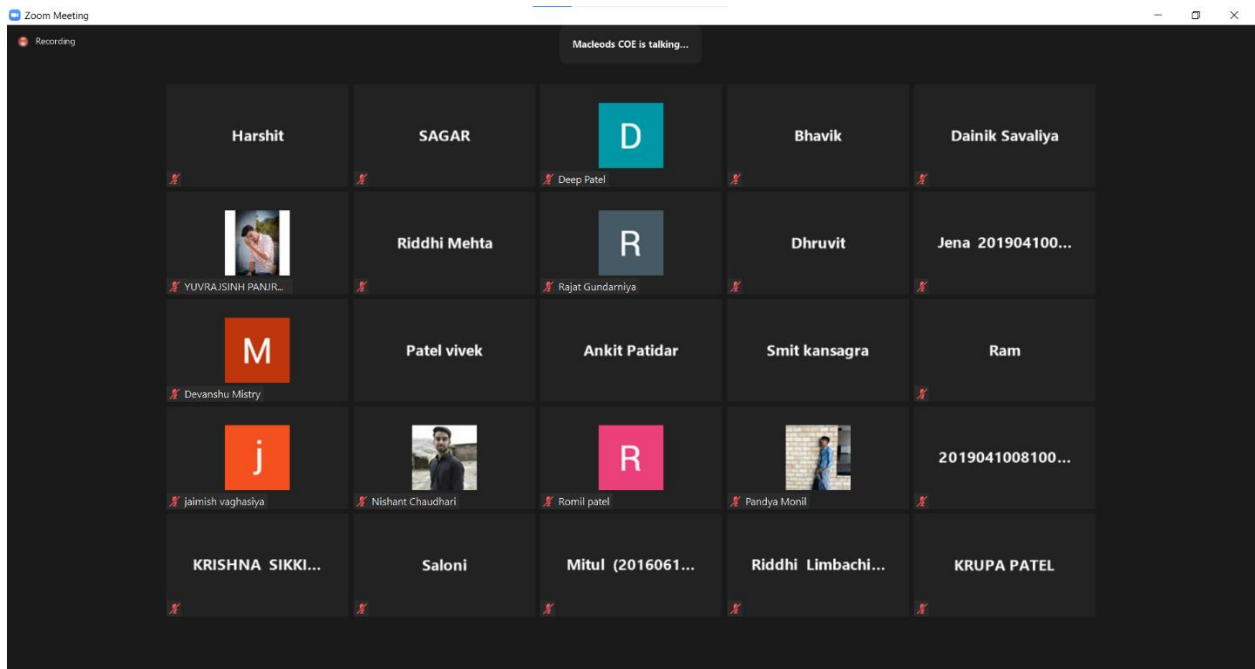 Zoom Meeting
Recording
Macleods COE is talking...
Harshit
SAGAR
D
Deep Patel
Bhavik
Dainik Savaliya
YUVRAJSINH PANJR...
Riddhi Mehta
R
Rajat Gundarniya
Dhruvit
Jena 201904100...
M
Devanshu Mistry
Patel vivek
Ankit Patidar
Smit kansagra
Ram
j
jaimish vaghasiya
Nishant Chaudhari
R
Romil patel
Pandya Monil
2019041008100...
KRISHNA SIKKI...
Saloni
Mitul (2016061...
Riddhi Limbachi...
KRUPA PATEL